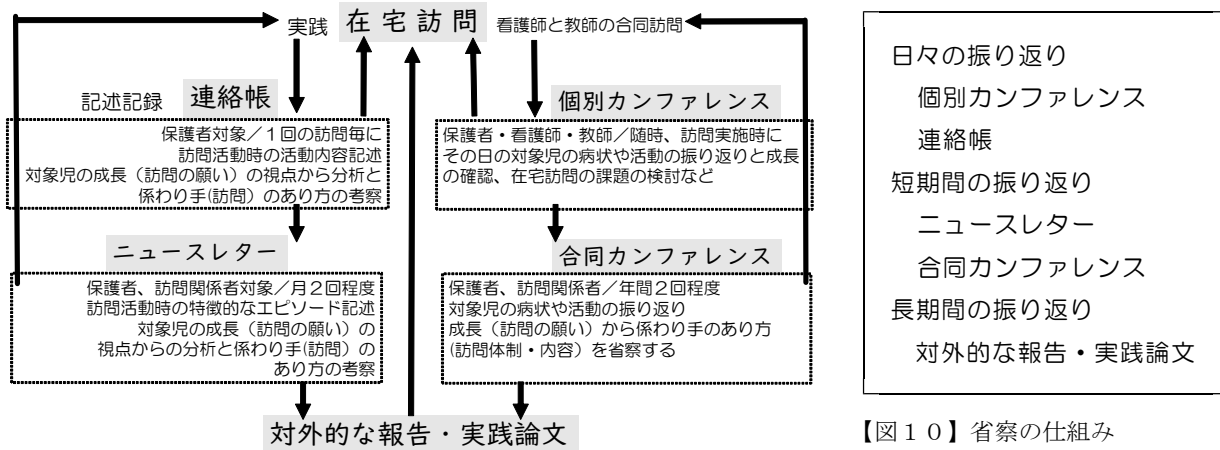 実践 在宅訪問 看護師と教師の合同訪問
記述記録 連絡帳
保護者対象／１回の訪問毎に
訪問活動時の活動内容記述
対象児の成長（訪問の願い）の視点から分析と
係わり手(訪問）のあり方の考察
個別カンファレンス
保護者・看護師・教師／随時、訪問実施時に
その日の対象児の病状や活動の振り返りと成長
の確認、在宅訪問の課題の検討など
ニュースレター
保護者、訪問関係者対象／月２回程度
訪問活動時の特徴的なエピソード記述
対象児の成長（訪問の願い）の
視点からの分析と係わり手(訪問）の
あり方の考察
合同カンファレンス
保護者、訪問関係者／年間２回程度
対象児の病状や活動の振り返り
成長（訪問の願い）から係わり手のあり方
(訪問体制・内容）を省察する
対外的な報告・実践論文
日々の振り返り
個別カンファレンス
連絡帳
短期間の振り返り
ニュースレター
合同カンファレンス
長期間の振り返り
対外的な報告・実践論文
【図１０】省察の仕組み